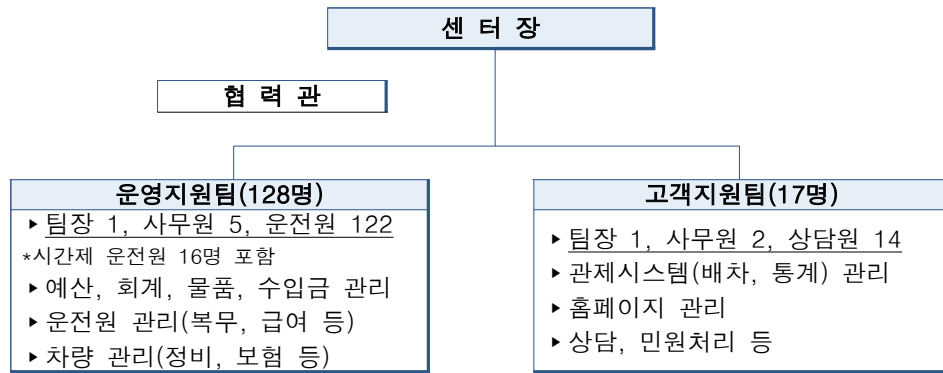 센 터 장
협 력 관
운영지원팀(128명)
▸팀장 1, 사무원 5, 운전원 122
*시간제 운전원 16명 포함
▸예산, 회계, 물품, 수입금 관리
▸운전원 관리(복무, 급여 등)
▸차량 관리(정비, 보험 등)
고객지원팀(17명)
▸팀장 1, 사무원 2, 상담원 14
▸관제시스템(배차, 통계) 관리
▸홈페이지 관리
▸상담, 민원처리 등